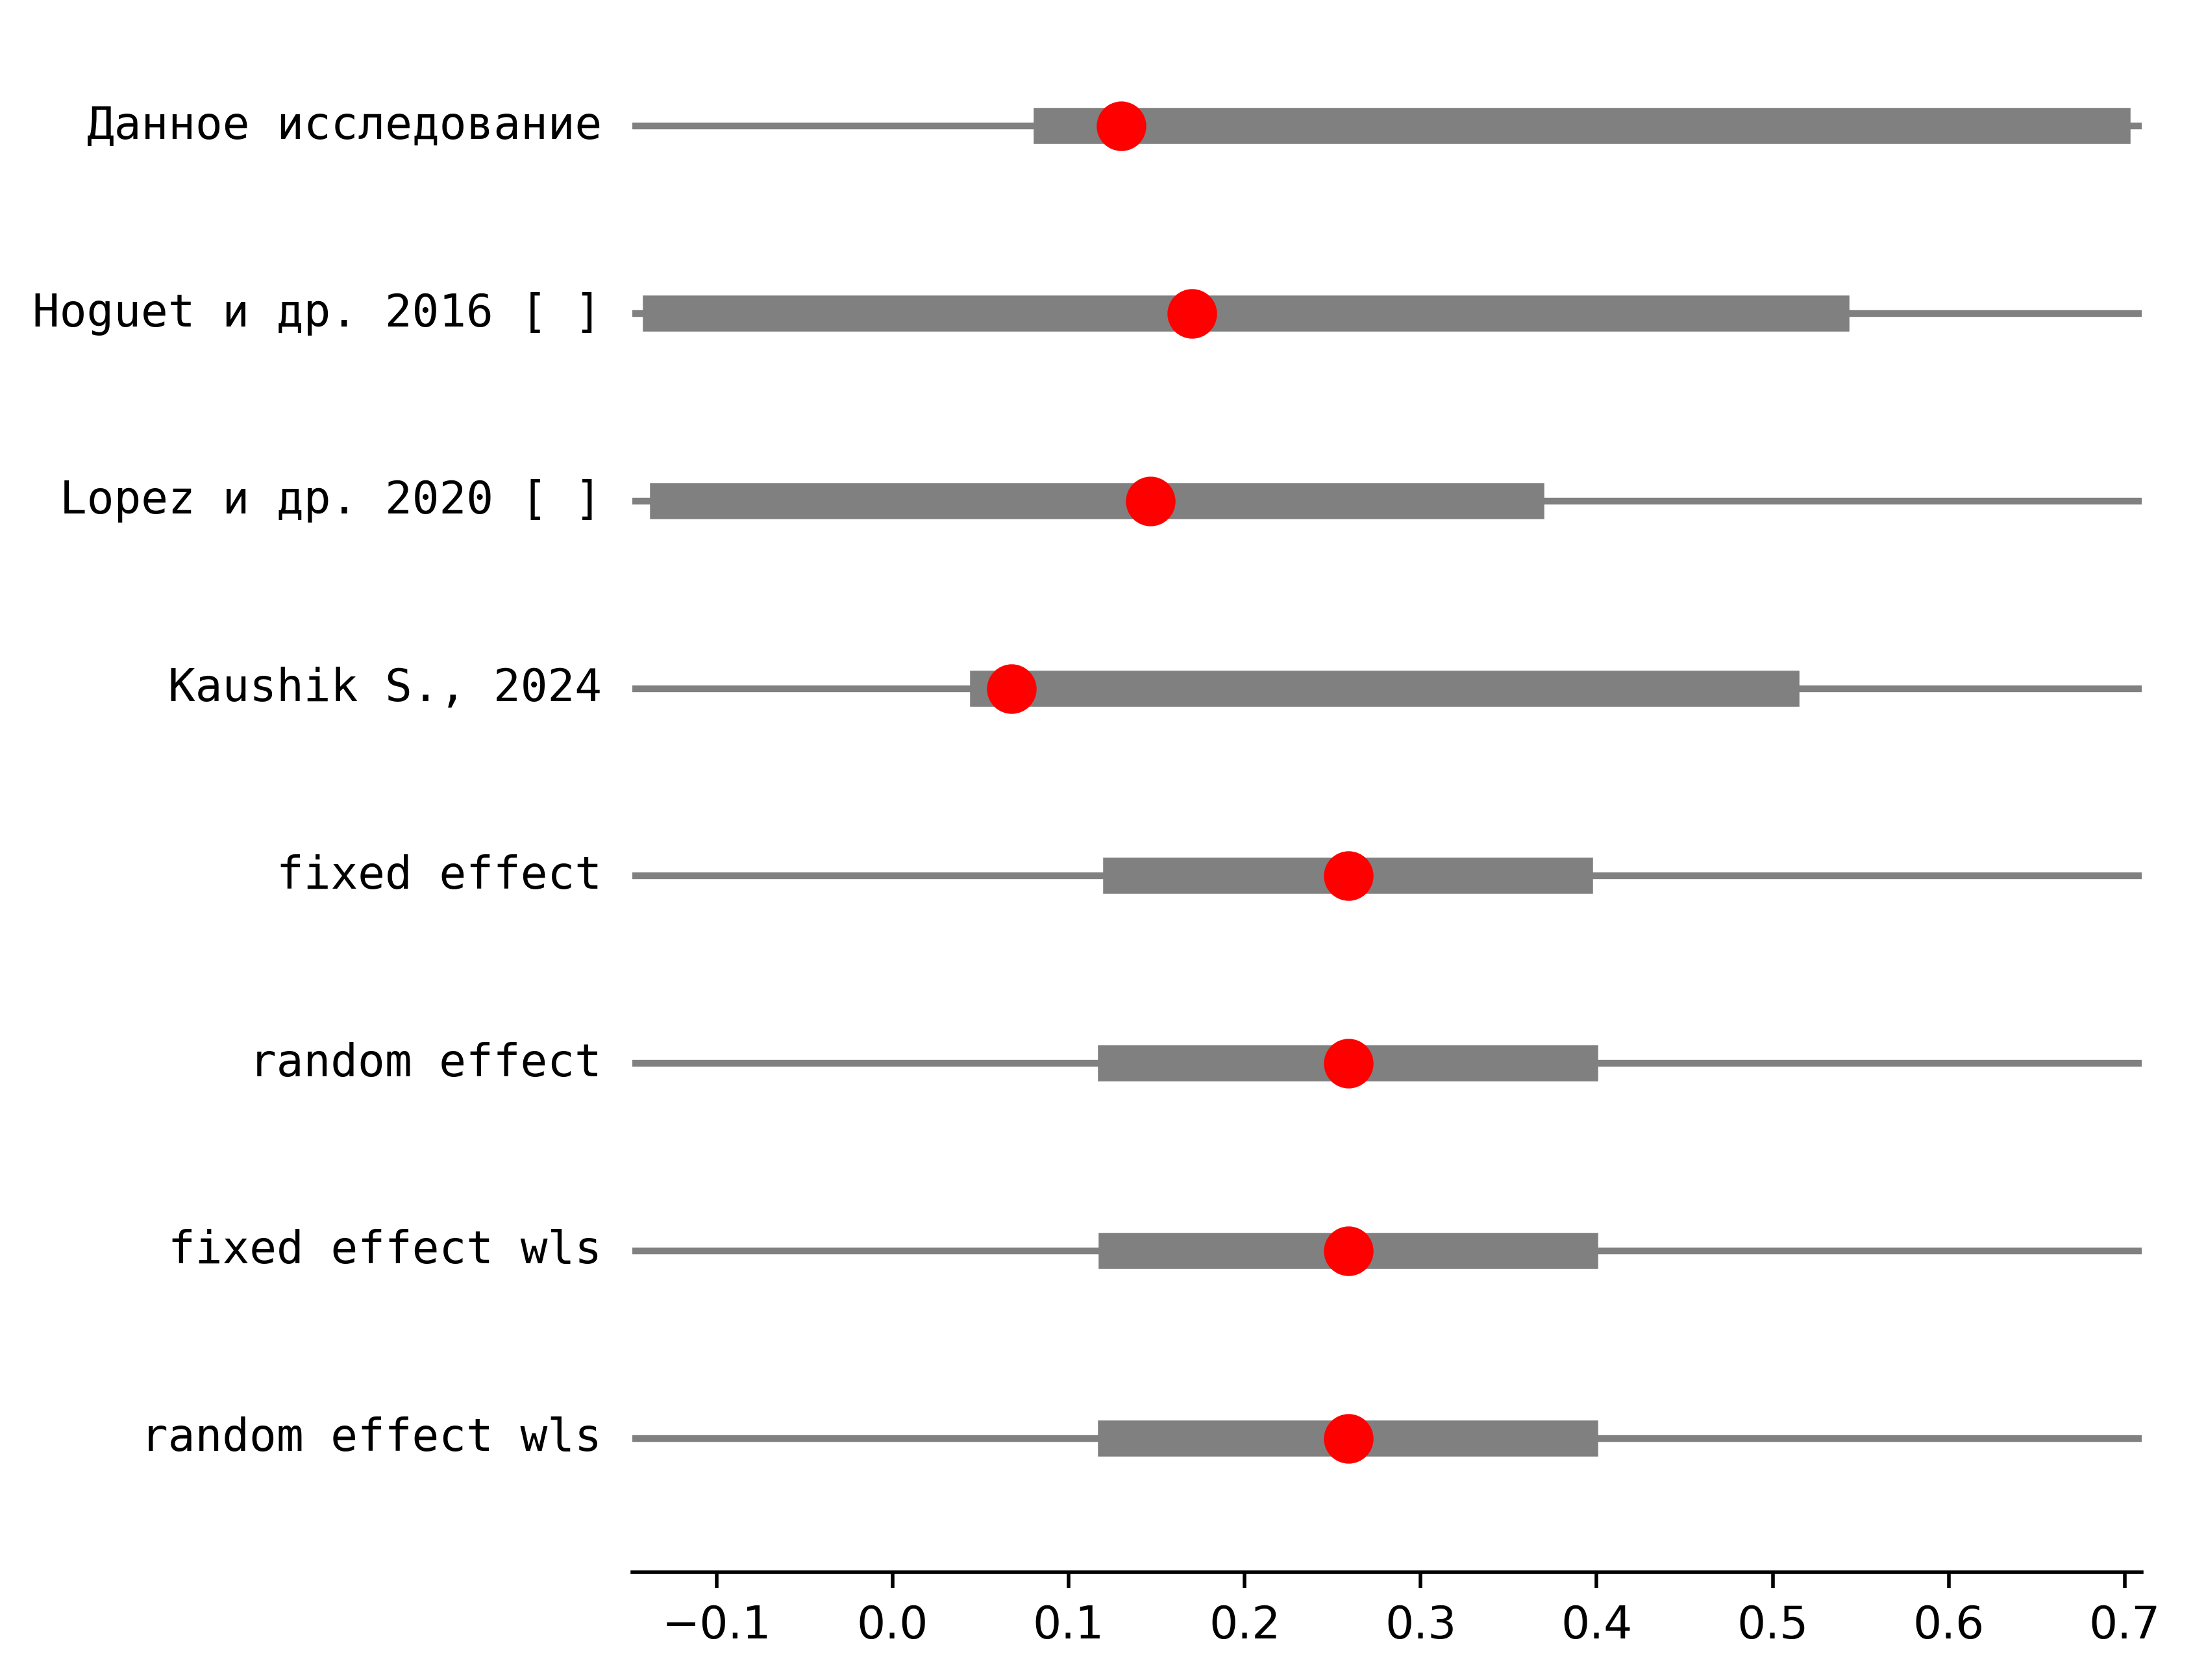 Данное исследование
Hoguet и др. 2016 [ ]
Lopez и др. 2020 [ ]
Kaushik S., 2024
fixed effect
random effect
fixed effect wls
random effect wls
−0.1 0.0 0.1 0.2 0.3 0.4 0.5 0.6 0.7